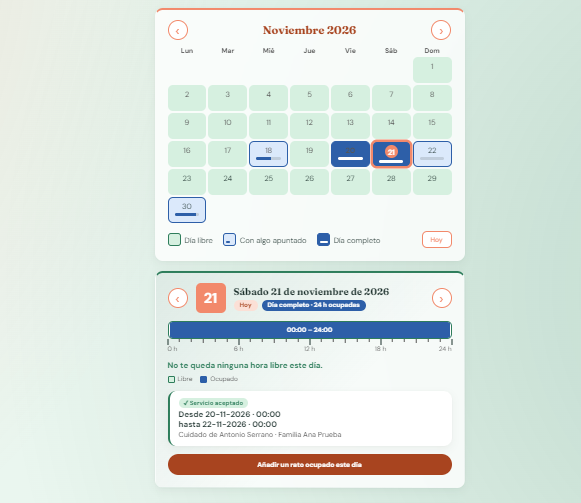 ‹ Noviembre 2026 ›
Lun Mar Mié Jue Vie Sáb Dom
1
2 3 4 5 6 7 8
9 10 11 12 13 14 15
16 17 18 19 21 22
23 24 25 26 27 28 29
30
Día libre Con algo apuntado Día completo Hoy
‹ 21 Sábado 21 de noviembre de 2026 ›
Hoy Día completo · 24 h ocupadas
00:00 – 24:00
0 h 6 h 12 h 18 h 24 h
No te queda ninguna hora libre este día.
Libre Ocupado
✓ Servicio aceptado
Desde 20-11-2026 · 00:00
hasta 22-11-2026 · 00:00
Cuidado de Antonio Serrano · Familia Ana Prueba
Añadir un rato ocupado este día